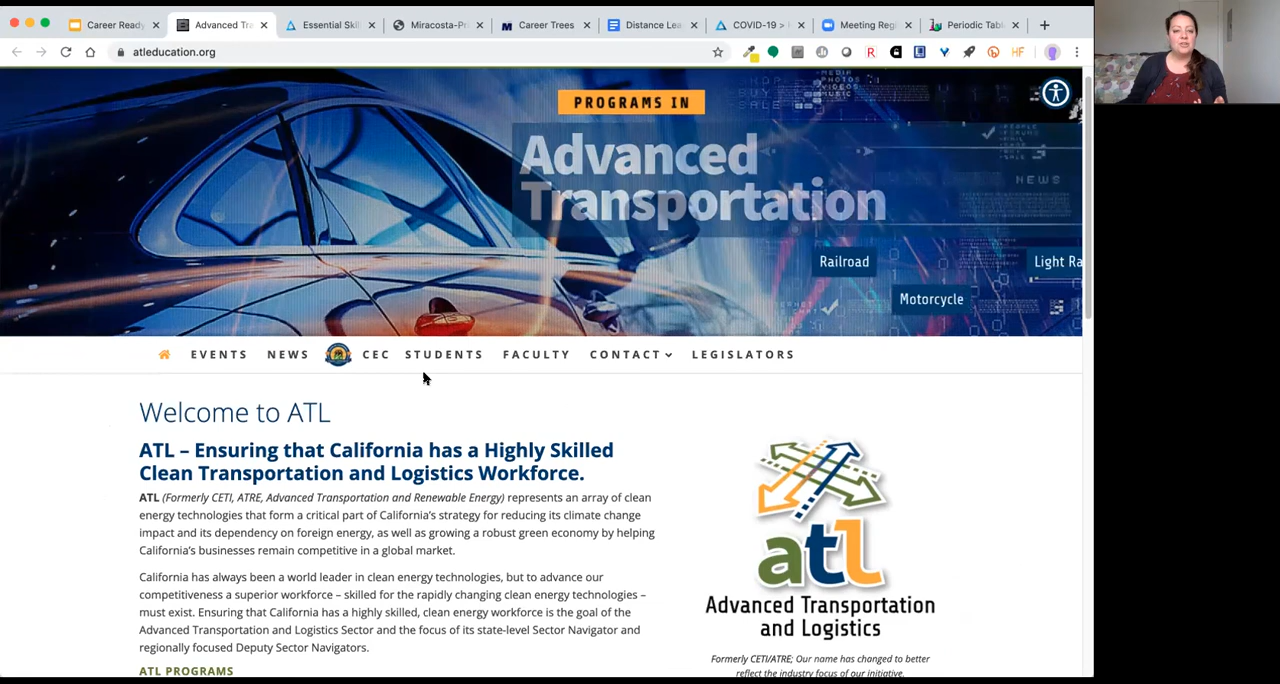 Career Ready
Advanced Tra
Essential Skil
Miracosta-Pr
Career Trees
Distance Lea
COVID-19 >
Meeting Regi
Periodic Tabl
atleducation.org
PROGRAMS IN
Advanced
Transportation
NEWS
Railroad
Light Ra
Motorcycle
EVENTS NEWS CEC STUDENTS FACULTY CONTACT LEGISLATORS
Welcome to ATL
ATL – Ensuring that California has a Highly Skilled
Clean Transportation and Logistics Workforce.
ATL (Formerly CETI, ATRE, Advanced Transportation and Renewable Energy) represents an array of clean
energy technologies that form a critical part of California's strategy for reducing its climate change
impact and its dependency on foreign energy, as well as growing a robust green economy by helping
California's businesses remain competitive in a global market.
California has always been a world leader in clean energy technologies, but to advance our
competitiveness a superior workforce – skilled for the rapidly changing clean energy technologies –
must exist. Ensuring that California has a highly skilled, clean energy workforce is the goal of the
Advanced Transportation and Logistics Sector and the focus of its state-level Sector Navigator and
regionally focused Deputy Sector Navigators.
ATL PROGRAMS
atl
Advanced Transportation
and Logistics
Formerly CETI/ATRE; Our name has changed to better
reflect the industry focus of our initiative.